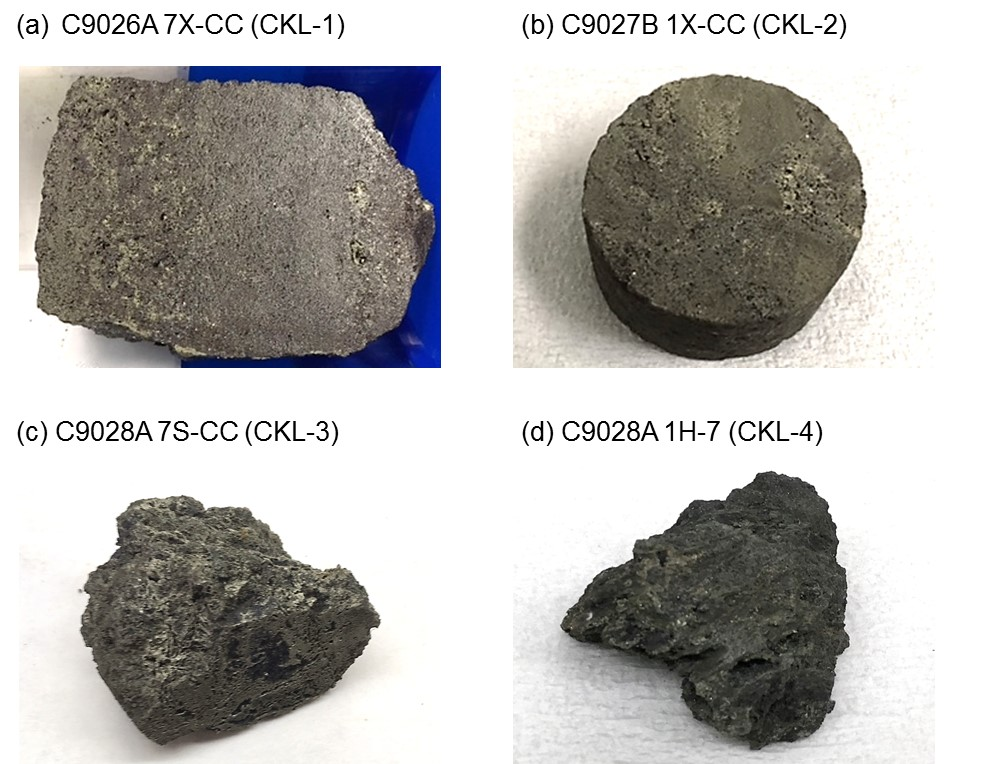 (a) C9026A 7X-CC (CKL-1)
(b) C9027B 1X-CC (CKL-2)
(c) C9028A 7S-CC (CKL-3)
(d) C9028A 1H-7 (CKL-4)